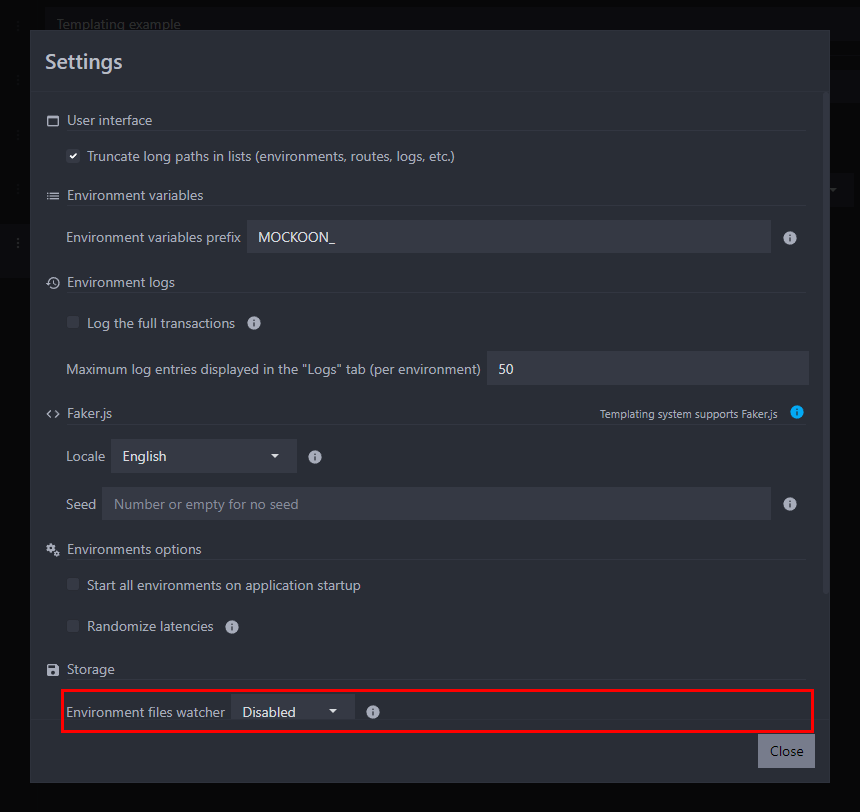 Templating example
Settings
User interface
Truncate long paths in lists (environments, routes, logs, etc.)
Environment variables
Environment variables prefix MOCKOON_
Environment logs
Log the full transactions
Maximum log entries displayed in the "Logs" tab (per environment) 50
Faker.js Templating system supports Faker.js
Locale English
Seed Number or empty for no seed
Environments options
Start all environments on application startup
Randomize latencies
Storage
Environment files watcher Disabled
Close